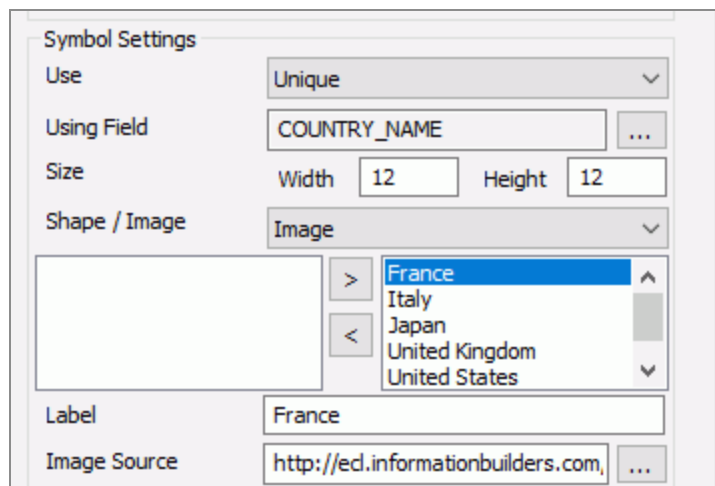 Symbol Settings
Use Unique
Using Field COUNTRY_NAME ...
Size Width 12 Height 12
Shape / Image Image
> France
Italy
Japan
< United Kingdom
United States
Label France
Image Source http://ecl.informationbuilders.com, ...